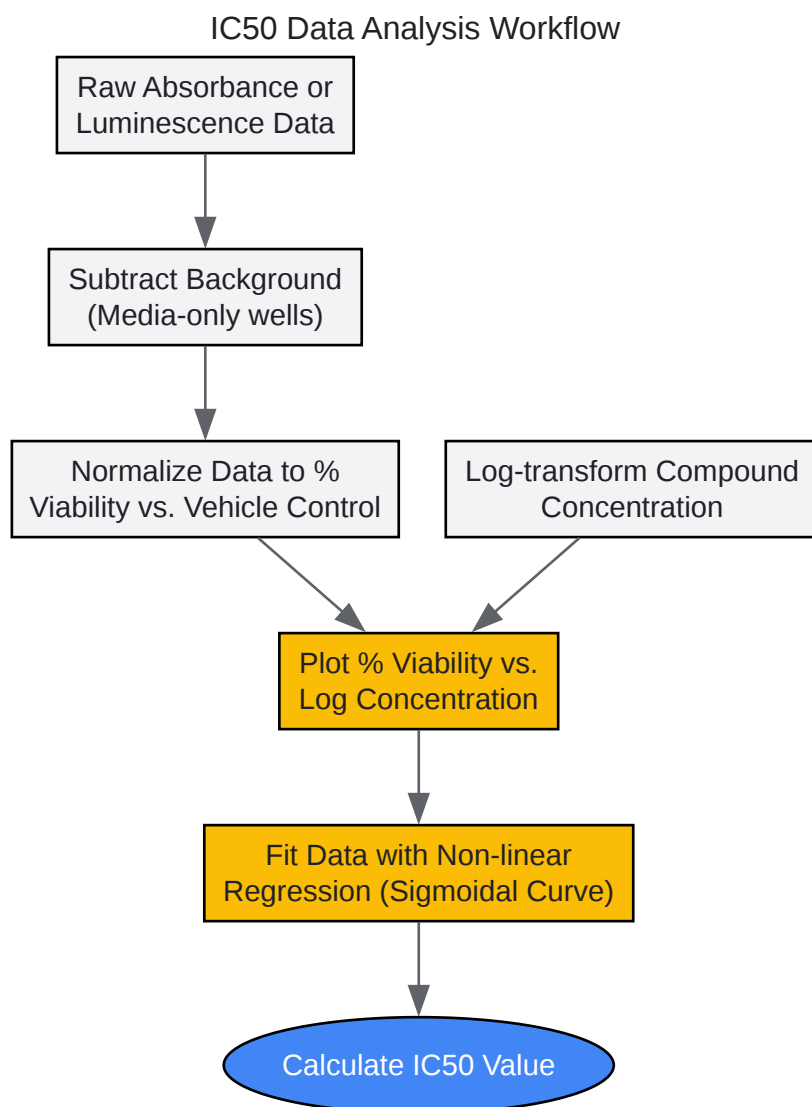 IC50 Data Analysis Workflow
Raw Absorbance or
Luminescence Data
Subtract Background
(Media-only wells)
Normalize Data to %
Viability vs. Vehicle Control
Log-transform Compound
Concentration
Plot % Viability vs.
Log Concentration
Fit Data with Non-linear
Regression (Sigmoidal Curve)
Calculate IC50 Value